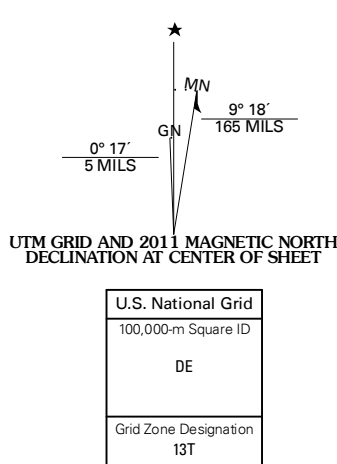 ★
MN
GN
9° 18´
165 MILS
0° 17´
5 MILS
UTM GRID AND 2011 MAGNETIC NORTH
DECLINATION AT CENTER OF SHEET
U.S. National Grid
100,000-m Square ID
DE
Grid Zone Designation
13T